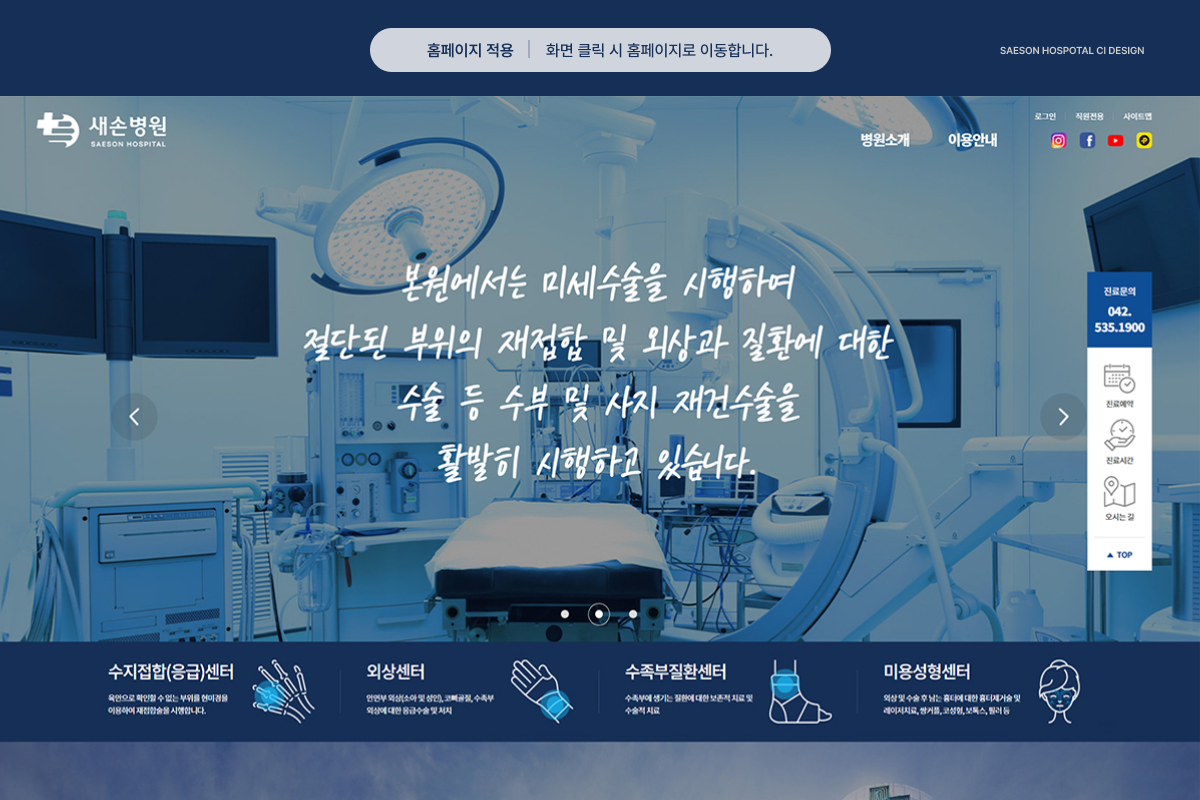 홈페이지 적용 | 화면 클릭 시 홈페이지로 이동합니다.
SAESON HOSPOTAL CI DESIGN
새손병원
SAESON HOSPITAL
병원소개 이용안내
로그인 직원전용 사이트맵
본원에서는 미세수술을 시행하여
절단된 부위의 재접합 및 외상과 질환에 대한
수술 등 수부 및 사지 재건수술을
활발히 시행하고 있습니다.
진료문의
042.
535.1900
진료예약
진료시간
오시는 길
▲ TOP
수지접합(응급)센터
육안으로 확인할 수 없는 부위를 현미경을
이용하여 재접합술을 시행합니다.
외상센터
안면부 외상(소아 및 성인), 코뼈골절, 수족부
외상에 대한 응급수술 및 처치
수족부질환센터
수족부에 생기는 질환에 대한 보존적 치료 및
수술적 치료
미용성형센터
외상 및 수술 후 남는 흉터에 대한 흉터제거술 및
레이저치료, 쌍커플, 코성형, 보톡스, 필러 등